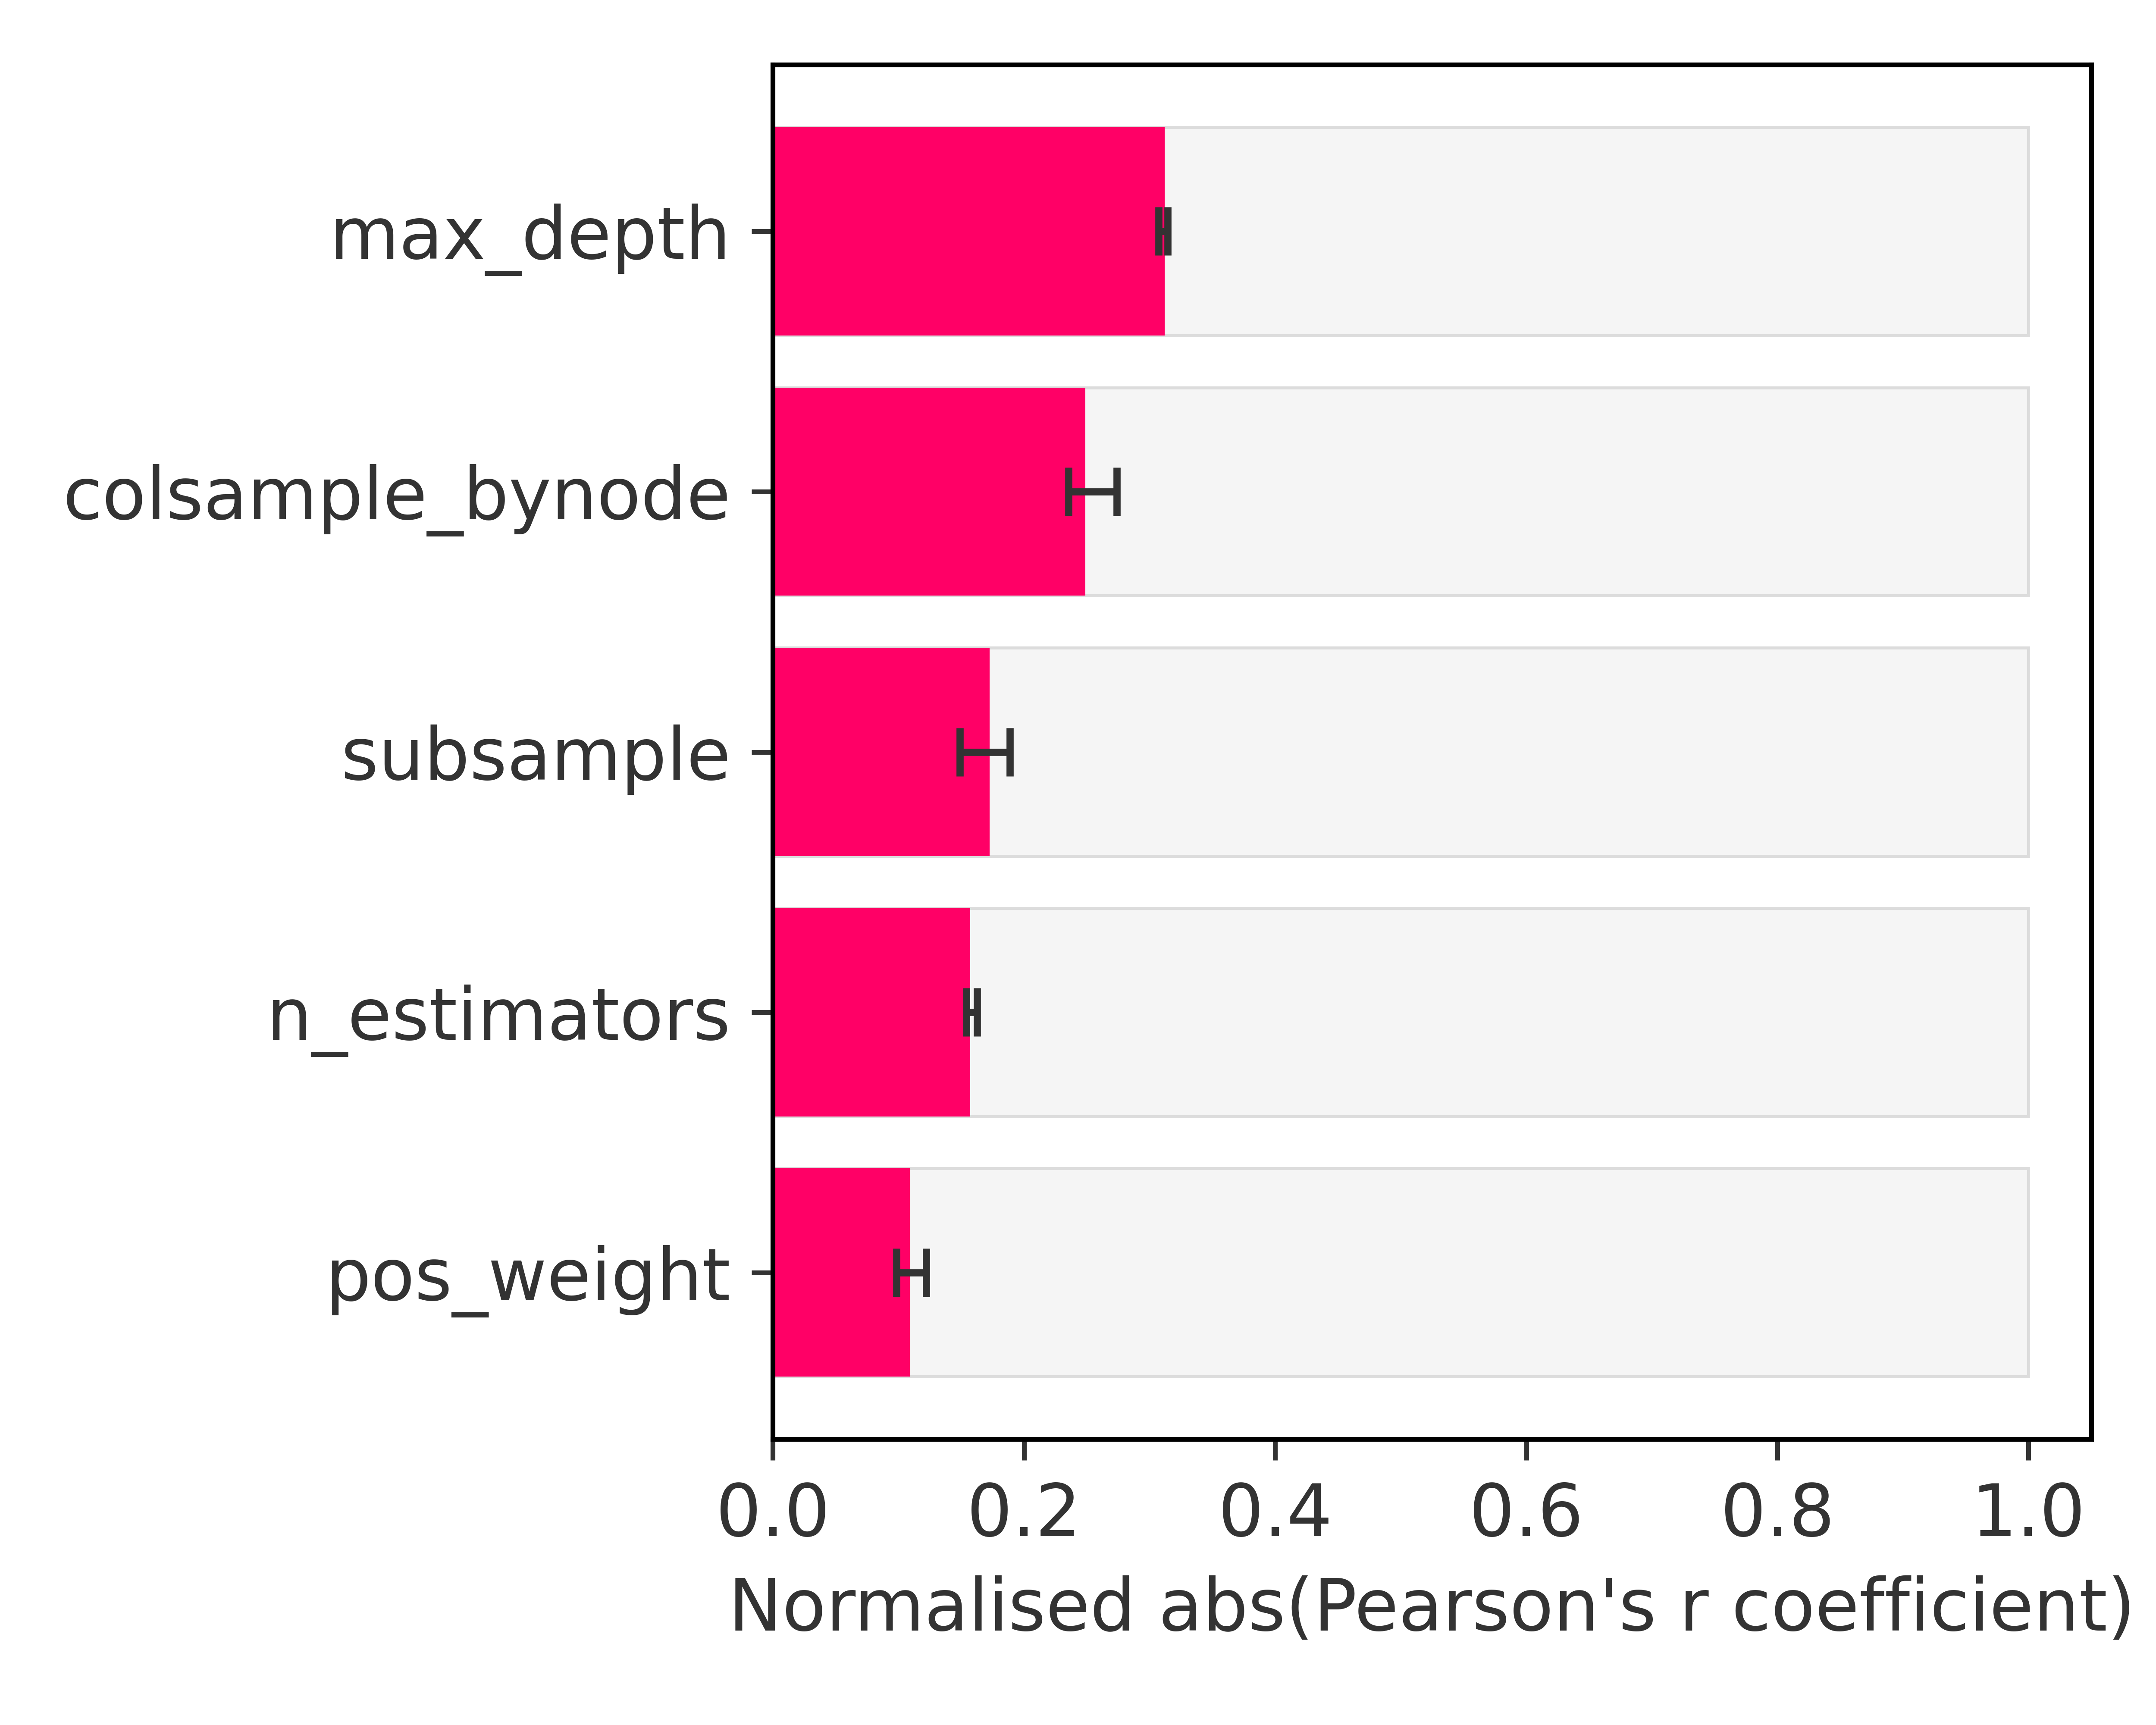 max_depth
colsample_bynode
subsample
n_estimators
pos_weight
0.0 0.2 0.4 0.6 0.8 1.0
Normalised abs(Pearson's r coefficient)